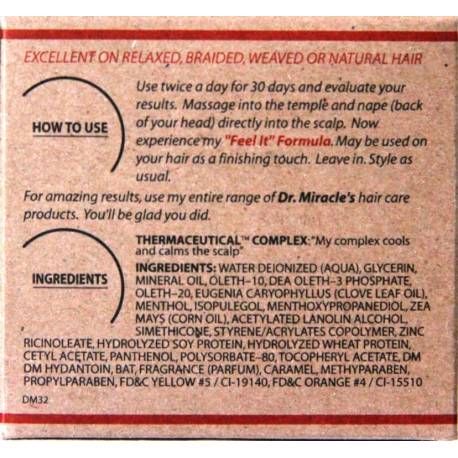 EXCELLENT ON RELAXED, BRAIDED, WEAVED OR NATURAL HAIR
HOW TO USE
Use twice a day for 30 days and evaluate your
results. Massage into the temple and nape (back
of your head) directly into the scalp. Now
experience my "Feel It" Formula. May be used on
your hair as a finishing touch. Leave in. Style as
usual.
For amazing results, use my entire range of Dr. Miracle's hair care
products. You'll be glad you did.
INGREDIENTS
THERMACEUTICAL™ COMPLEX: "My complex cools
and calms the scalp"
INGREDIENTS: WATER DEIONIZED (AQUA), GLYCERIN,
MINERAL OIL, OLETH-10, DEA OLETH-3 PHOSPHATE,
OLETH-20, EUGENIA CARYOPHYLLUS (CLOVE LEAF OIL),
MENTHOL, ISOPULEGOL, MENTHOXYPROPANEDIOL, ZEA
MAYS (CORN OIL), ACETYLATED LANOLIN ALCOHOL,
SIMETHICONE, STYRENE/ACRYLATES COPOLYMER, ZINC
RICINOLEATE, HYDROLYZED SOY PROTEIN, HYDROLYZED WHEAT PROTEIN,
CETYL ACETATE, PANTHENOL, POLYSORBATE-80, TOCOPHERYL ACETATE, DM
DM HYDANTOIN, BAT, FRAGRANCE (PARFUM), CARAMEL, METHYPARABEN,
PROPYLPARABEN, FD&C YELLOW #5 / CI-19140, FD&C ORANGE #4 / CI-15510
DM32